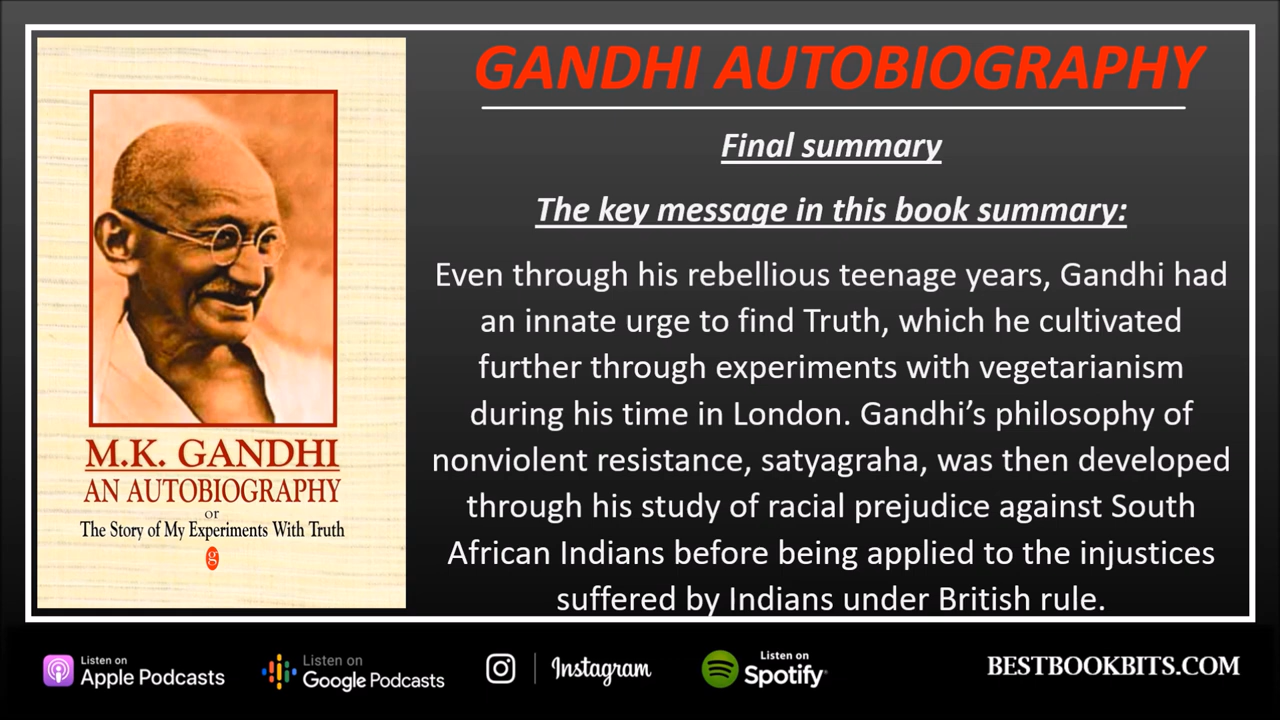 GANDHI AUTOBIOGRAPHY
Final summary
The key message in this book summary:
Even through his rebellious teenage years, Gandhi had
an innate urge to find Truth, which he cultivated
further through experiments with vegetarianism
during his time in London. Gandhi’s philosophy of
nonviolent resistance, satyagraha, was then developed
through his study of racial prejudice against South
African Indians before being applied to the injustices
suffered by Indians under British rule.
M.K. GANDHI
AN AUTOBIOGRAPHY
or
The Story of My Experiments With Truth
g
Listen on
Apple Podcasts
Listen on
Google Podcasts
Instagram
Listen on
Spotify
BESTBOOKBITS.COM